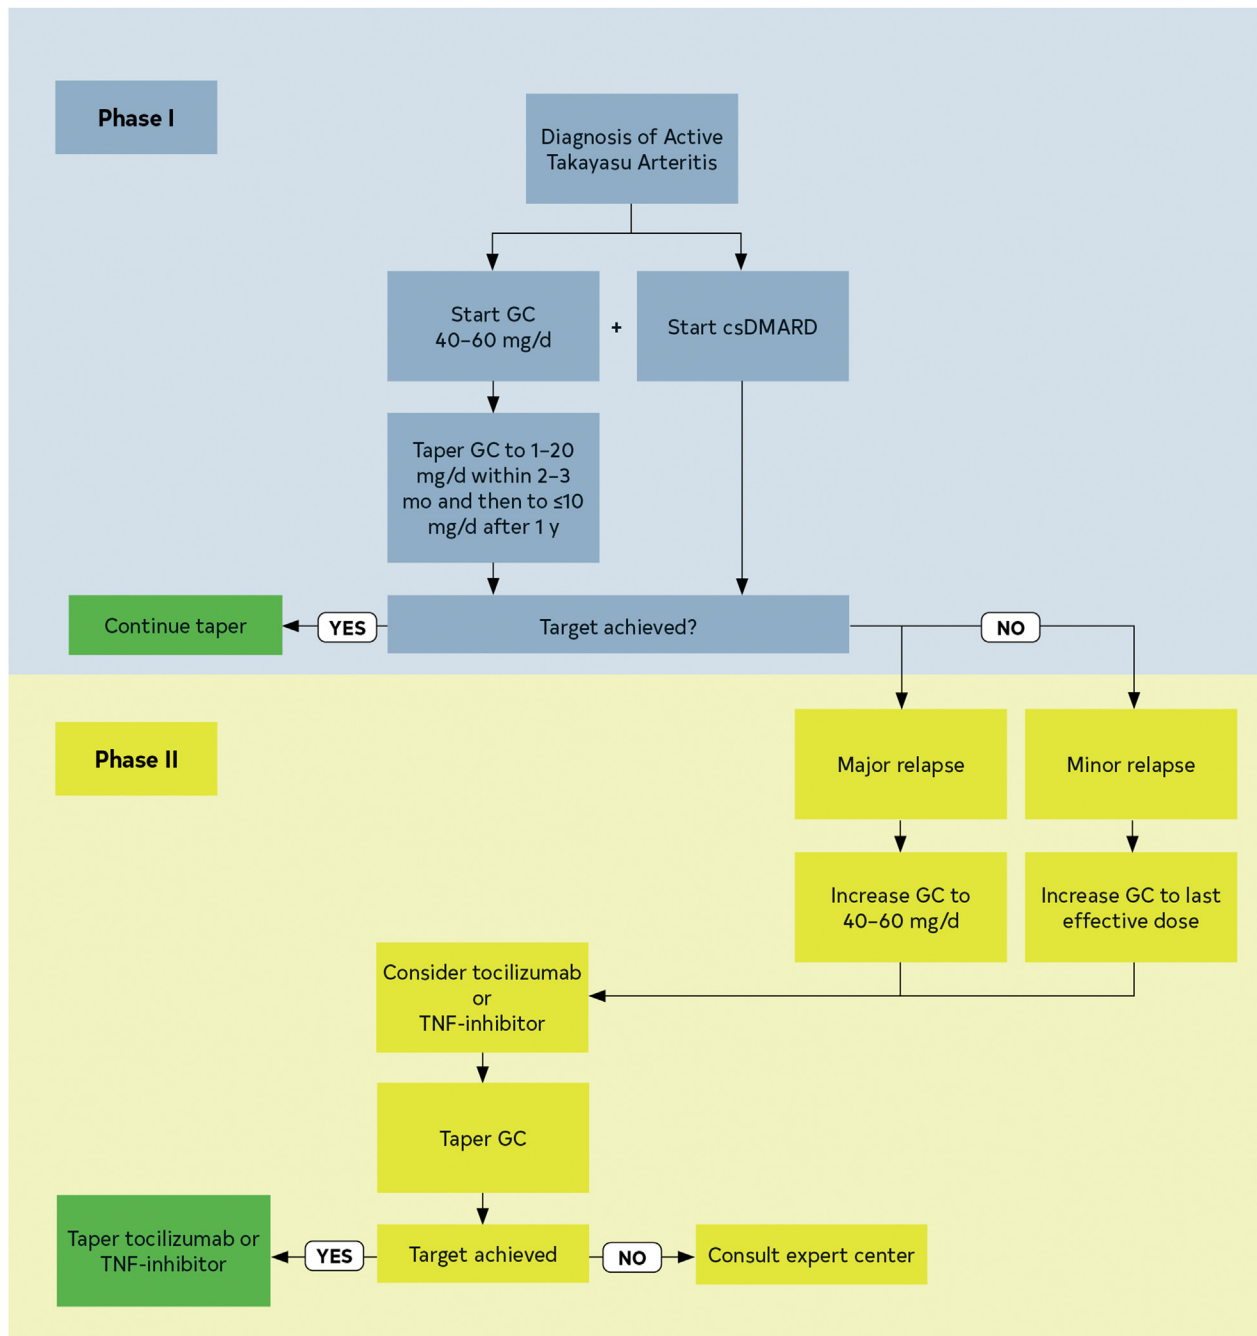 Phase I
Diagnosis of Active
Takayasu Arteritis
Start GC
40–60 mg/d
+
Start csDMARD
Taper GC to 1–20
mg/d within 2–3
mo and then to ≤10
mg/d after 1 y
Continue taper
YES
Target achieved?
NO
Phase II
Major relapse
Minor relapse
Increase GC to
40–60 mg/d
Increase GC to last
effective dose
Consider tocilizumab
or
TNF-inhibitor
Taper GC
Taper tocilizumab or
TNF-inhibitor
YES
Target achieved
NO
Consult expert center